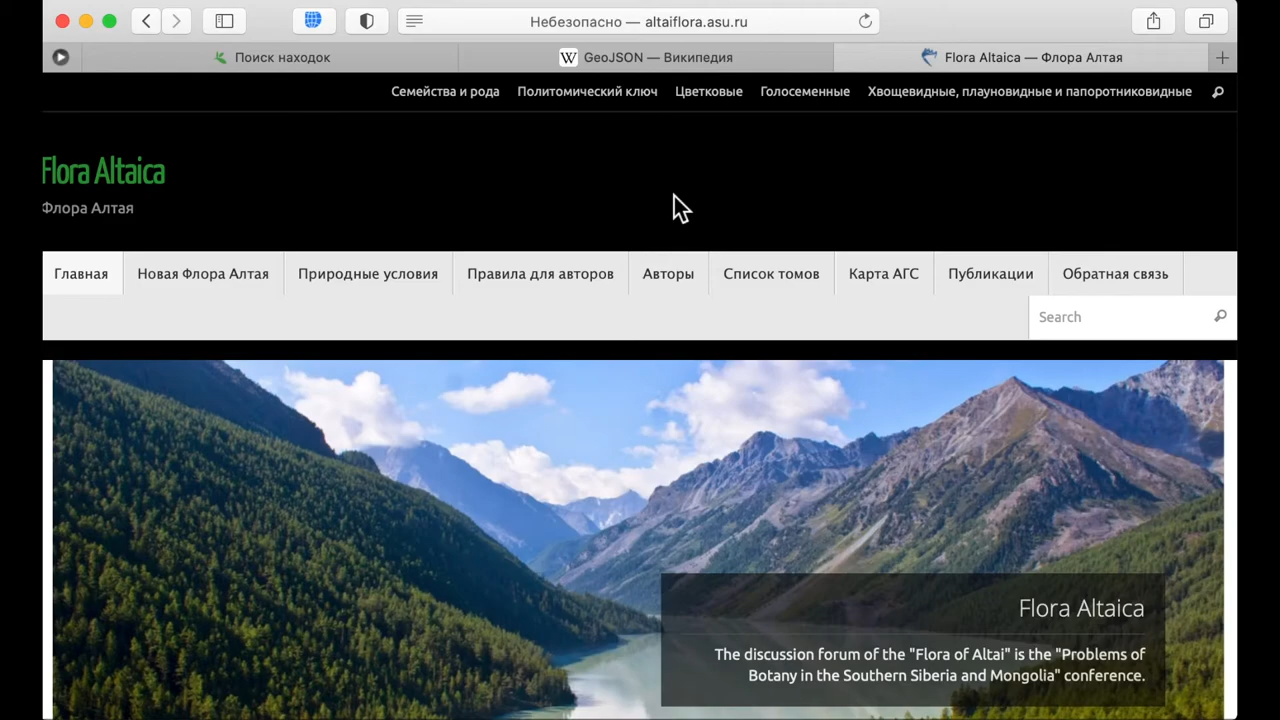 Небезопасно — altaiflora.asu.ru
Поиск находок
W GeoJSON — Википедия
Flora Altaica — Флора Алтая
Семейства и рода Политомический ключ Цветковые Голосеменные Хвощевидные, плауновидные и папоротниковидные
Flora Altaica
Флора Алтая
Главная Новая Флора Алтая Природные условия Правила для авторов Авторы Список томов Карта АГС Публикации Обратная связь
Search
Flora Altaica
The discussion forum of the "Flora of Altai" is the "Problems of
Botany in the Southern Siberia and Mongolia" conference.